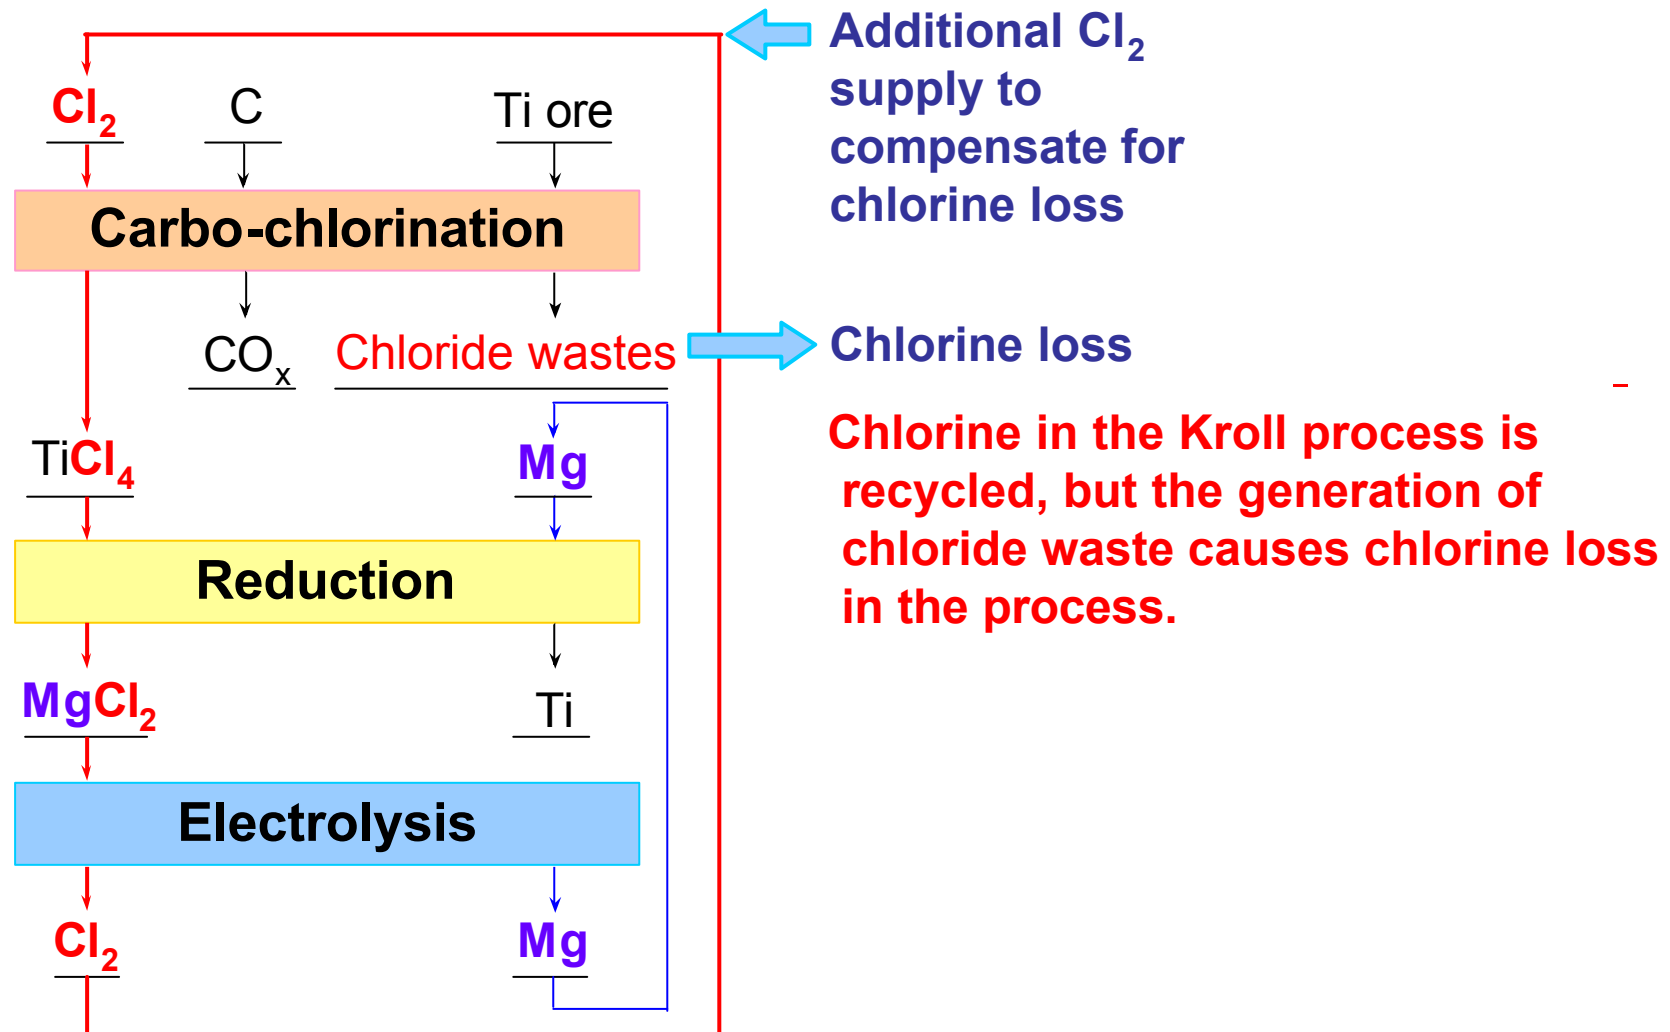 Additional Cl₂
supply to
compensate for
chlorine loss
Cl₂ C Ti ore
Carbo-chlorination
COₓ Chloride wastes
Chlorine loss
Chlorine in the Kroll process is
recycled, but the generation of
chloride waste causes chlorine loss
in the process.
TiCl₄ Mg
Reduction
MgCl₂ Ti
Electrolysis
Cl₂ Mg